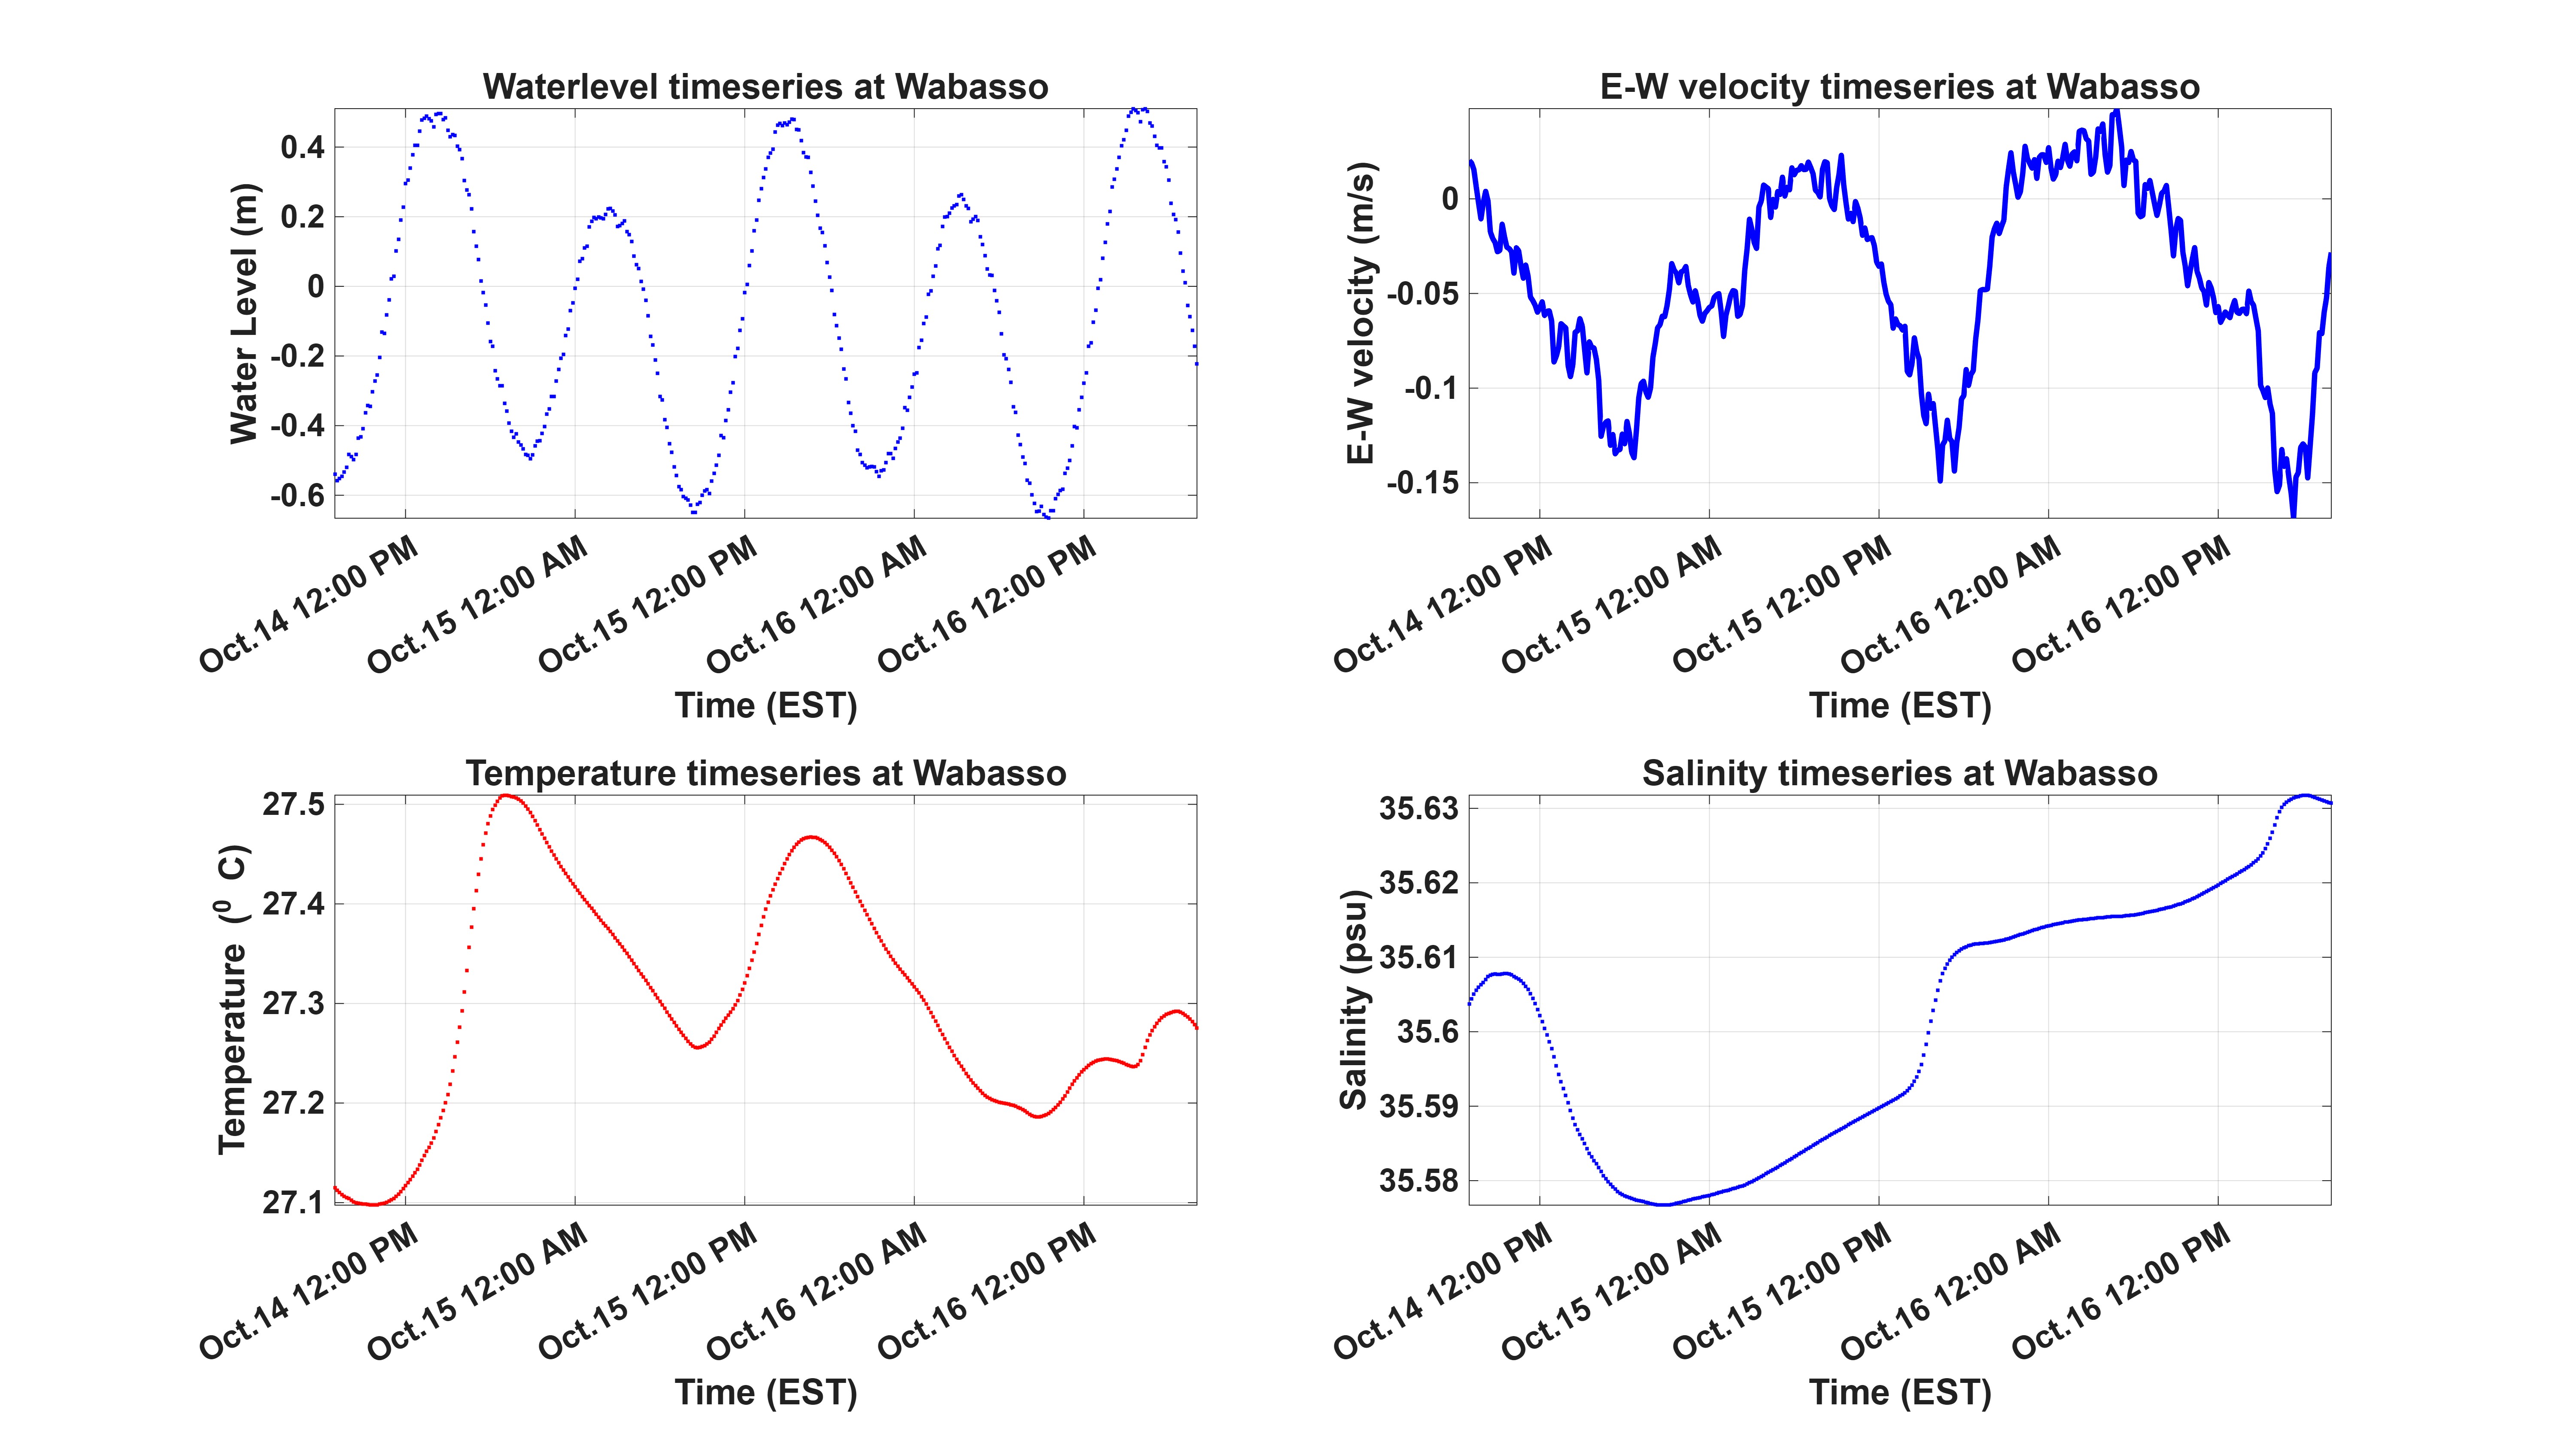 Waterlevel timeseries at Wabasso
Water Level (m)
0.4
0.2
0
-0.2
-0.4
-0.6
Oct.14 12:00 PM
Oct.15 12:00 AM
Oct.15 12:00 PM
Oct.16 12:00 AM
Oct.16 12:00 PM
Time (EST)
E-W velocity timeseries at Wabasso
E-W velocity (m/s)
0
-0.05
-0.1
-0.15
Oct.14 12:00 PM
Oct.15 12:00 AM
Oct.15 12:00 PM
Oct.16 12:00 AM
Oct.16 12:00 PM
Time (EST)
Temperature timeseries at Wabasso
Temperature (⁰ C)
27.5
27.4
27.3
27.2
27.1
Oct.14 12:00 PM
Oct.15 12:00 AM
Oct.15 12:00 PM
Oct.16 12:00 AM
Oct.16 12:00 PM
Time (EST)
Salinity timeseries at Wabasso
Salinity (psu)
35.63
35.62
35.61
35.6
35.59
35.58
Oct.14 12:00 PM
Oct.15 12:00 AM
Oct.15 12:00 PM
Oct.16 12:00 AM
Oct.16 12:00 PM
Time (EST)